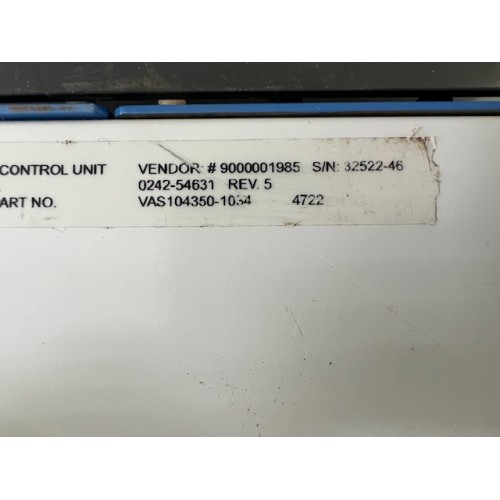 CONTROL UNIT VENDOR: # 9000001985 S/N: 32522-46
0242-54631 REV. 5
ART NO. VAS104350-1034 4722